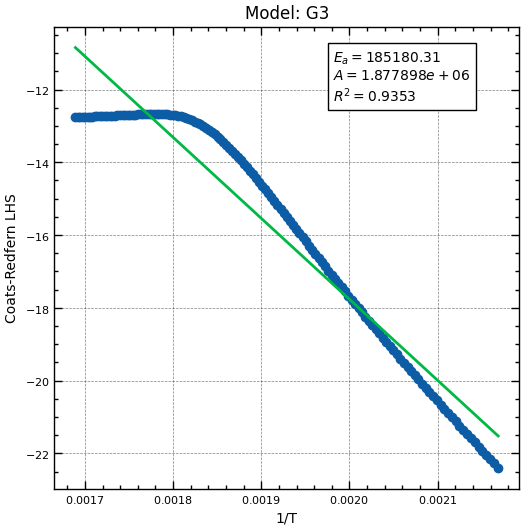 Model: G3
E_a = 185180.31
A = 1.877898e + 06
R² = 0.9353
Coats-Redfern LHS
−12
−14
−16
−18
−20
−22
0.0017 0.0018 0.0019 0.0020 0.0021
1/T